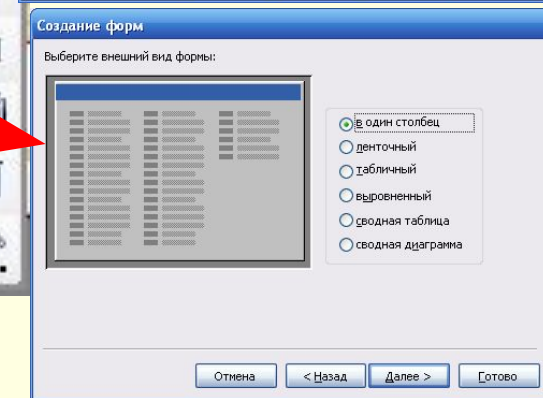 Создание форм
Выберите внешний вид формы:
в один столбец
ленточный
табличный
выровненный
сводная таблица
сводная диаграмма
Отмена
< Назад
Далее >
Готово